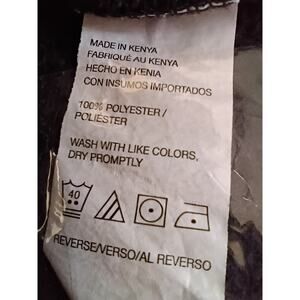 MADE IN KENYA
FABRIQUÉ AU KENYA
HECHO EN KENIA
CON INSUMOS IMPORTADOS
100% POLYESTER /
POLIÉSTER
WASH WITH LIKE COLORS,
DRY PROMPTLY
40
REVERSE/VERSO/AL REVERSO